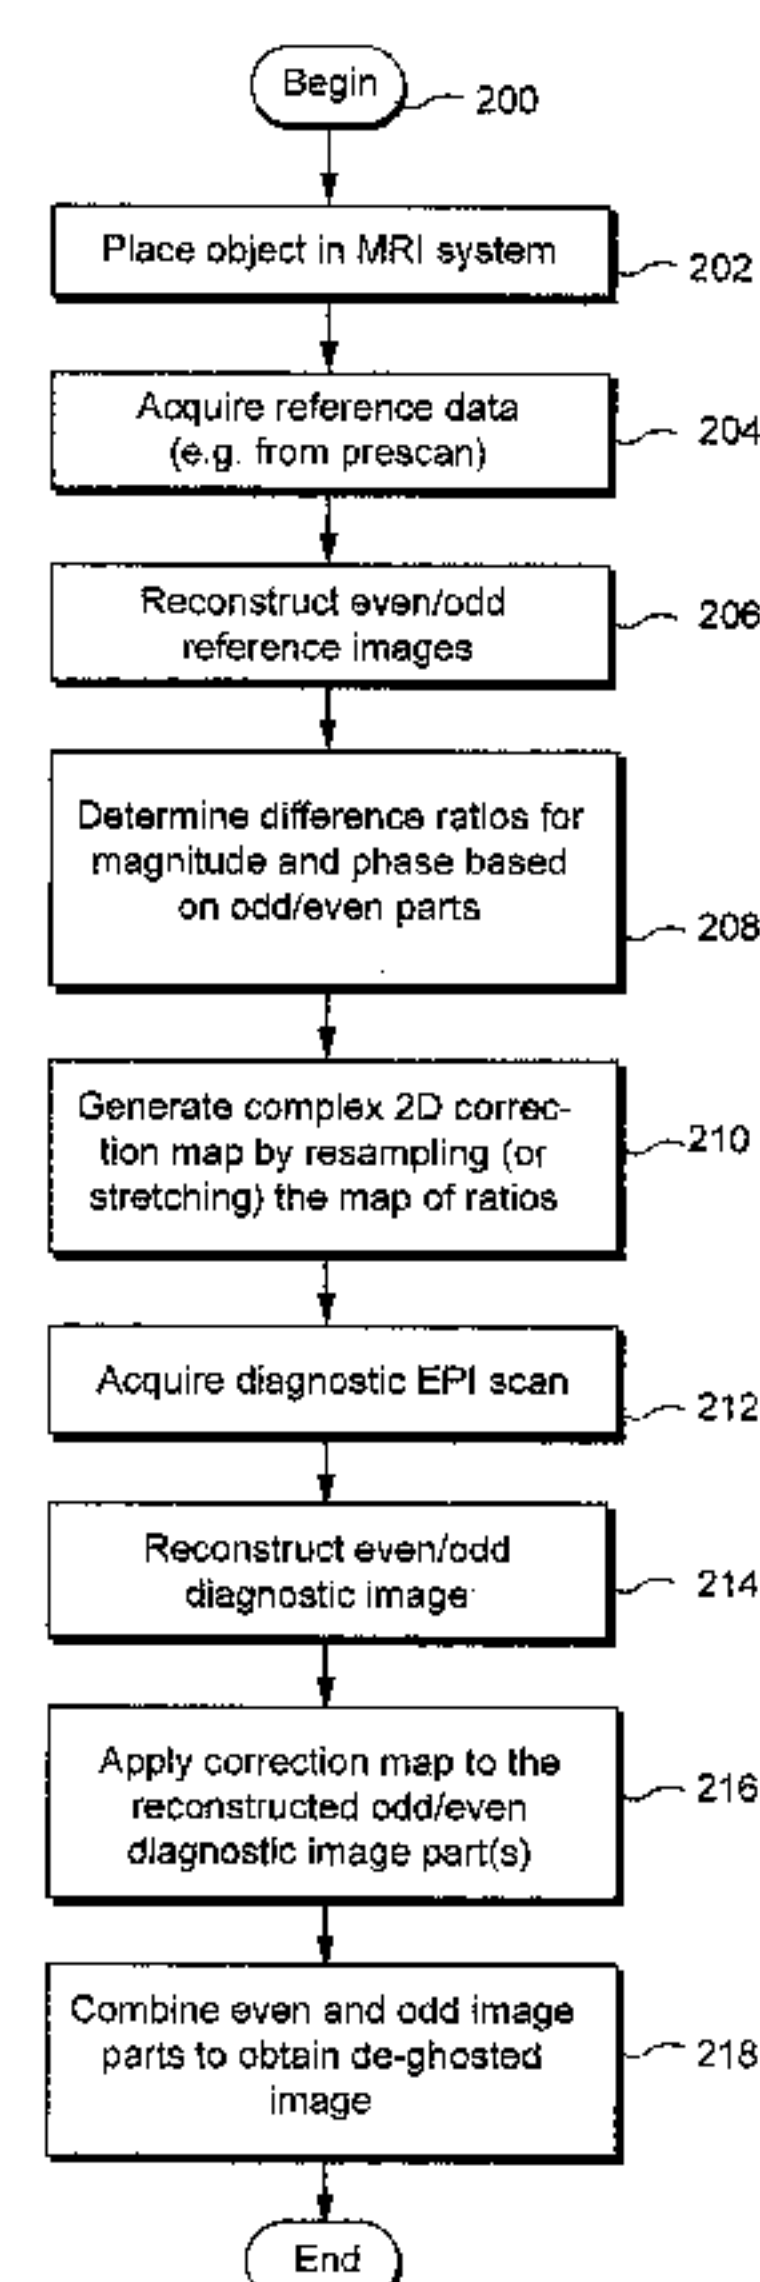 Begin
200
Place object in MRI system
202
Acquire reference data
(e.g. from prescan)
204
Reconstruct even/odd
reference images
206
Determine difference ratios for
magnitude and phase based
on odd/even parts
208
Generate complex 2D correc-
tion map by resampling (or
stretching) the map of ratios
210
Acquire diagnostic EPI scan
212
Reconstruct even/odd
diagnostic image
214
Apply correction map to the
reconstructed odd/even
diagnostic image part(s)
216
Combine even and odd image
parts to obtain de-ghosted
image
218
End